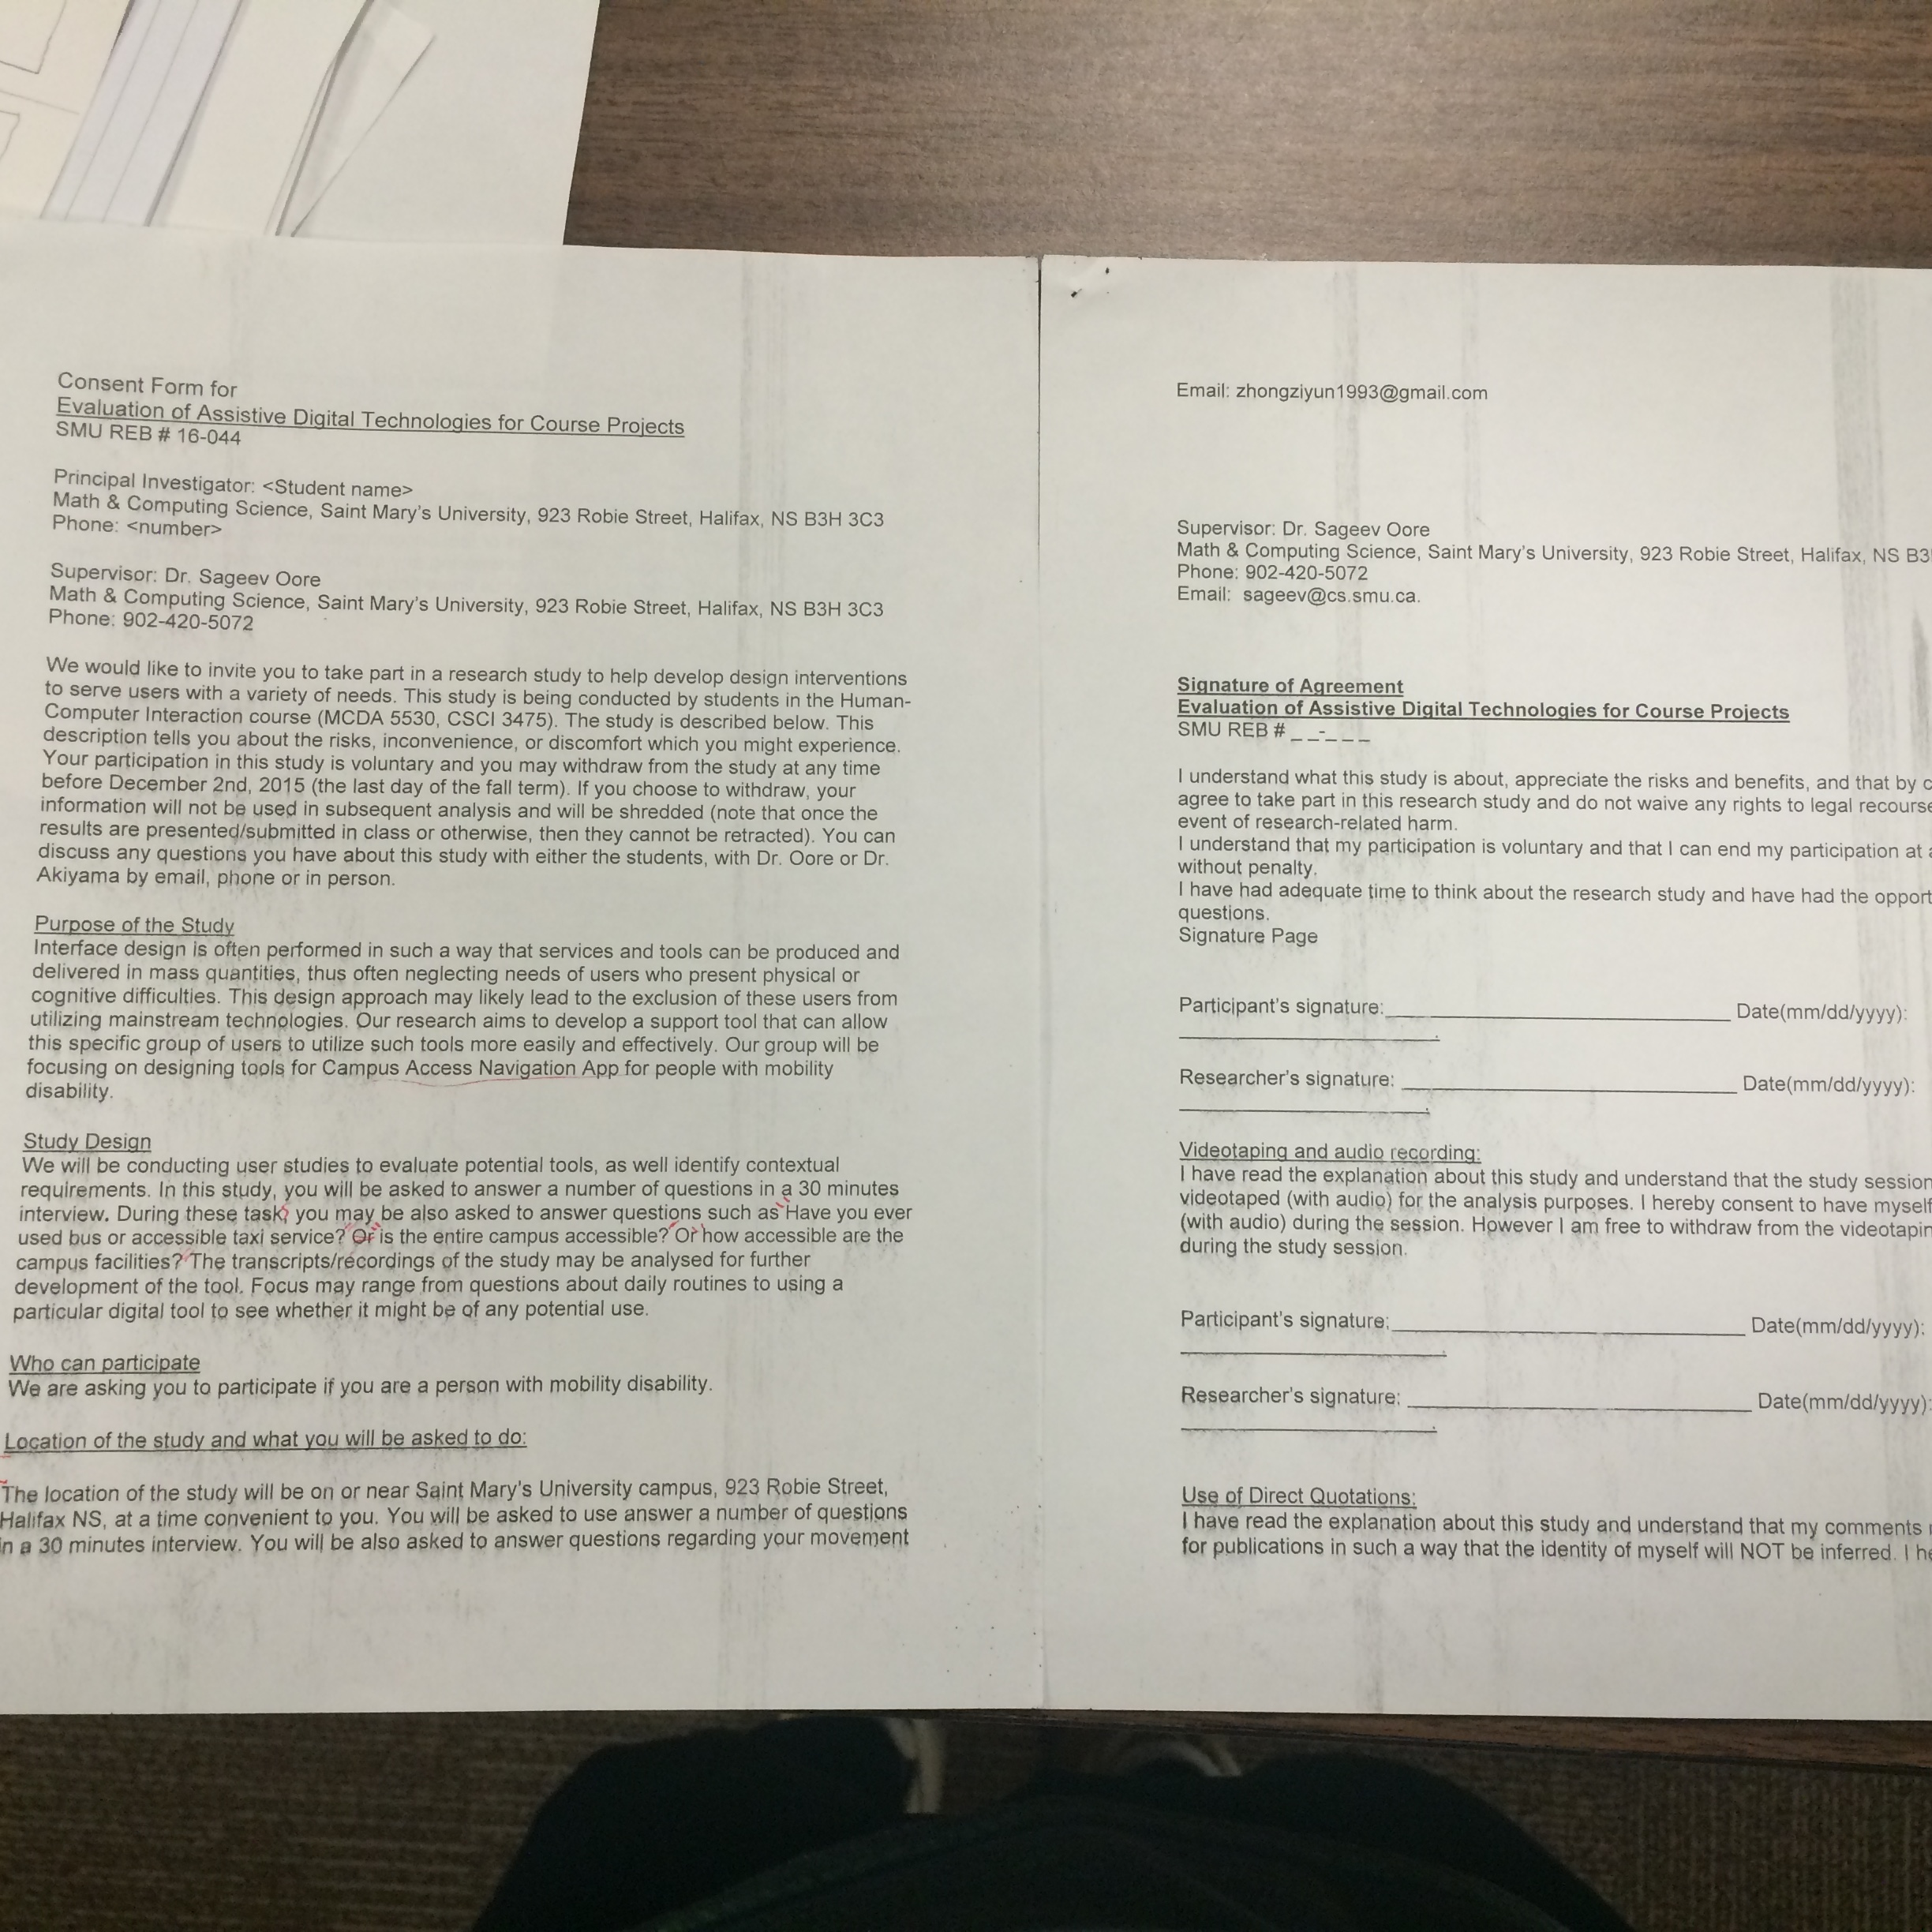 Consent Form for
Evaluation of Assistive Digital Technologies for Course Projects
SMU REB # 16-044
Principal Investigator: <Student name>
Math & Computing Science, Saint Mary's University, 923 Robie Street, Halifax, NS B3H 3C3
Phone: <number>
Supervisor: Dr. Sageev Oore
Math & Computing Science, Saint Mary's University, 923 Robie Street, Halifax, NS B3H 3C3
Phone: 902-420-5072
We would like to invite you to take part in a research study to help develop design interventions
to serve users with a variety of needs. This study is being conducted by students in the Human-
Computer Interaction course (MCDA 5530, CSCI 3475). The study is described below. This
description tells you about the risks, inconvenience, or discomfort which you might experience.
Your participation in this study is voluntary and you may withdraw from the study at any time
before December 2nd, 2015 (the last day of the fall term). If you choose to withdraw, your
information will not be used in subsequent analysis and will be shredded (note that once the
results are presented/submitted in class or otherwise, then they cannot be retracted). You can
discuss any questions you have about this study with either the students, with Dr. Oore or Dr.
Akiyama by email, phone or in person.
Purpose of the Study
Interface design is often performed in such a way that services and tools can be produced and
delivered in mass quantities, thus often neglecting needs of users who present physical or
cognitive difficulties. This design approach may likely lead to the exclusion of these users from
utilizing mainstream technologies. Our research aims to develop a support tool that can allow
this specific group of users to utilize such tools more easily and effectively. Our group will be
focusing on designing tools for Campus Access Navigation App for people with mobility
disability.
Study Design
We will be conducting user studies to evaluate potential tools, as well identify contextual
requirements. In this study, you will be asked to answer a number of questions in a 30 minutes
interview. During these task, you may be also asked to answer questions such as "Have you ever
used bus or accessible taxi service?" Or "is the entire campus accessible?" Or how accessible are the
campus facilities?" The transcripts/recordings of the study may be analysed for further
development of the tool. Focus may range from questions about daily routines to using a
particular digital tool to see whether it might be of any potential use.
Who can participate
We are asking you to participate if you are a person with mobility disability.
Location of the study and what you will be asked to do:
The location of the study will be on or near Saint Mary's University campus, 923 Robie Street,
Halifax NS, at a time convenient to you. You will be asked to use answer a number of questions
in a 30 minutes interview. You will be also asked to answer questions regarding your movement
Email: zhongziyun1993@gmail.com
Supervisor: Dr. Sageev Oore
Math & Computing Science, Saint Mary's University, 923 Robie Street, Halifax, NS B3
Phone: 902-420-5072
Email: sageev@cs.smu.ca.
Signature of Agreement
Evaluation of Assistive Digital Technologies for Course Projects
SMU REB # _ _-_ _ _
I understand what this study is about, appreciate the risks and benefits, and that by c
agree to take part in this research study and do not waive any rights to legal recourse
event of research-related harm.
I understand that my participation is voluntary and that I can end my participation at
without penalty.
I have had adequate time to think about the research study and have had the opport
questions.
Signature Page
Participant's signature: ____________________ Date(mm/dd/yyyy):
____________________.
Researcher's signature: ____________________ Date(mm/dd/yyyy):
____________________.
Videotaping and audio recording:
I have read the explanation about this study and understand that the study session
videotaped (with audio) for the analysis purposes. I hereby consent to have myself
(with audio) during the session. However I am free to withdraw from the videotapin
during the study session.
Participant's signature: ____________________ Date(mm/dd/yyyy):
____________________.
Researcher's signature: ____________________ Date(mm/dd/yyyy):
____________________.
Use of Direct Quotations:
I have read the explanation about this study and understand that my comments
for publications in such a way that the identity of myself will NOT be inferred. I he